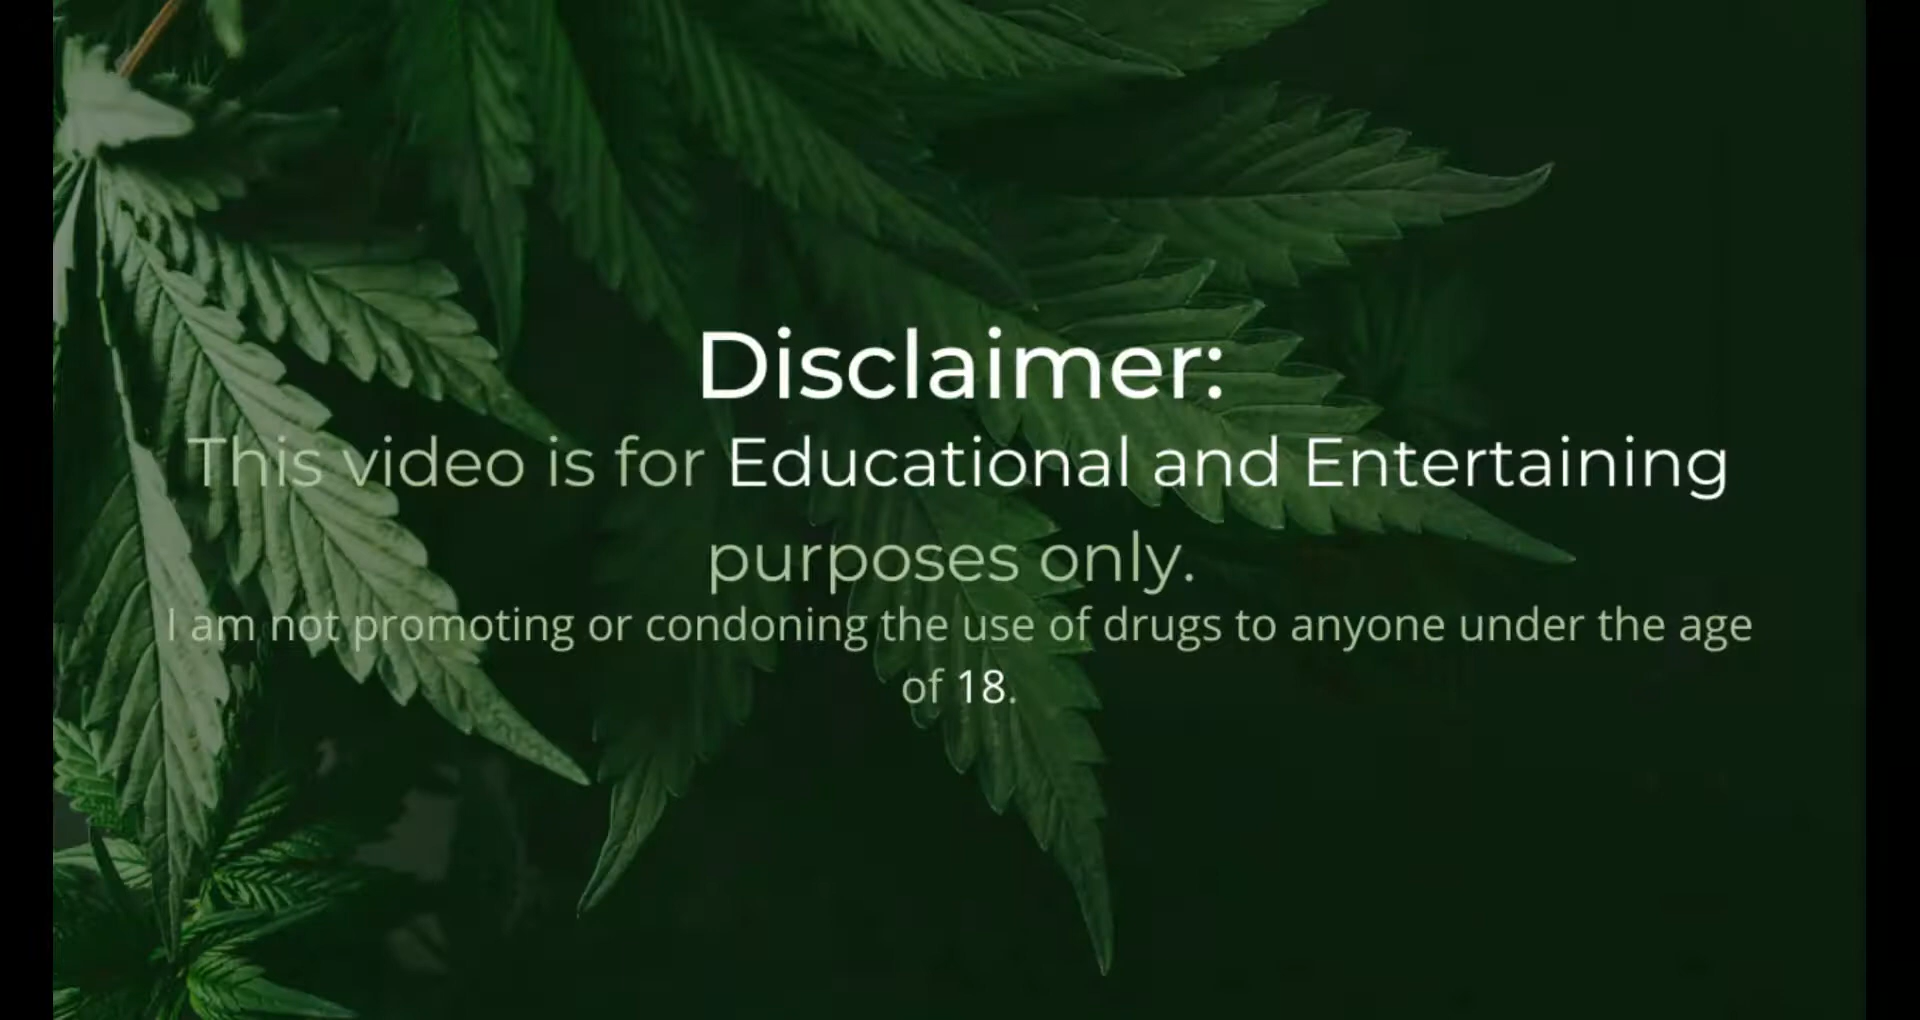 Disclaimer:
This video is for Educational and Entertaining
purposes only.
I am not promoting or condoning the use of drugs to anyone under the age
of 18.